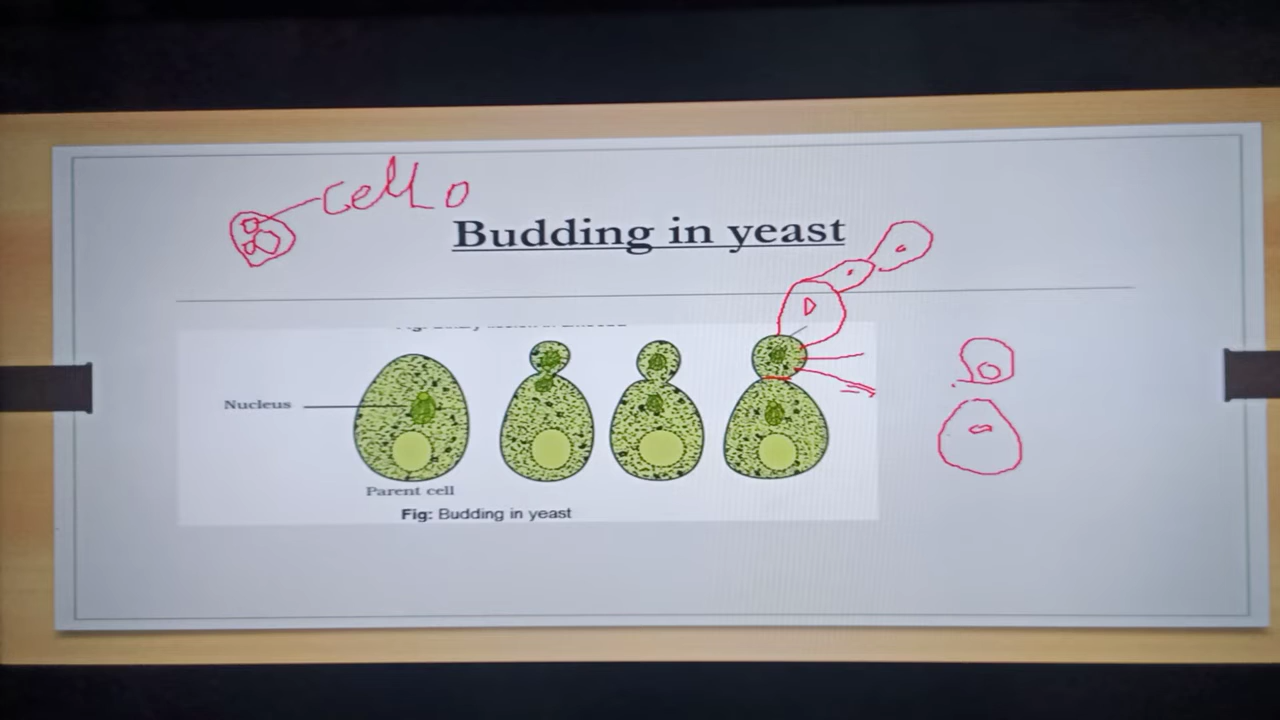 cell
Budding in yeast
Nucleus
Parent cell
Fig: Budding in yeast